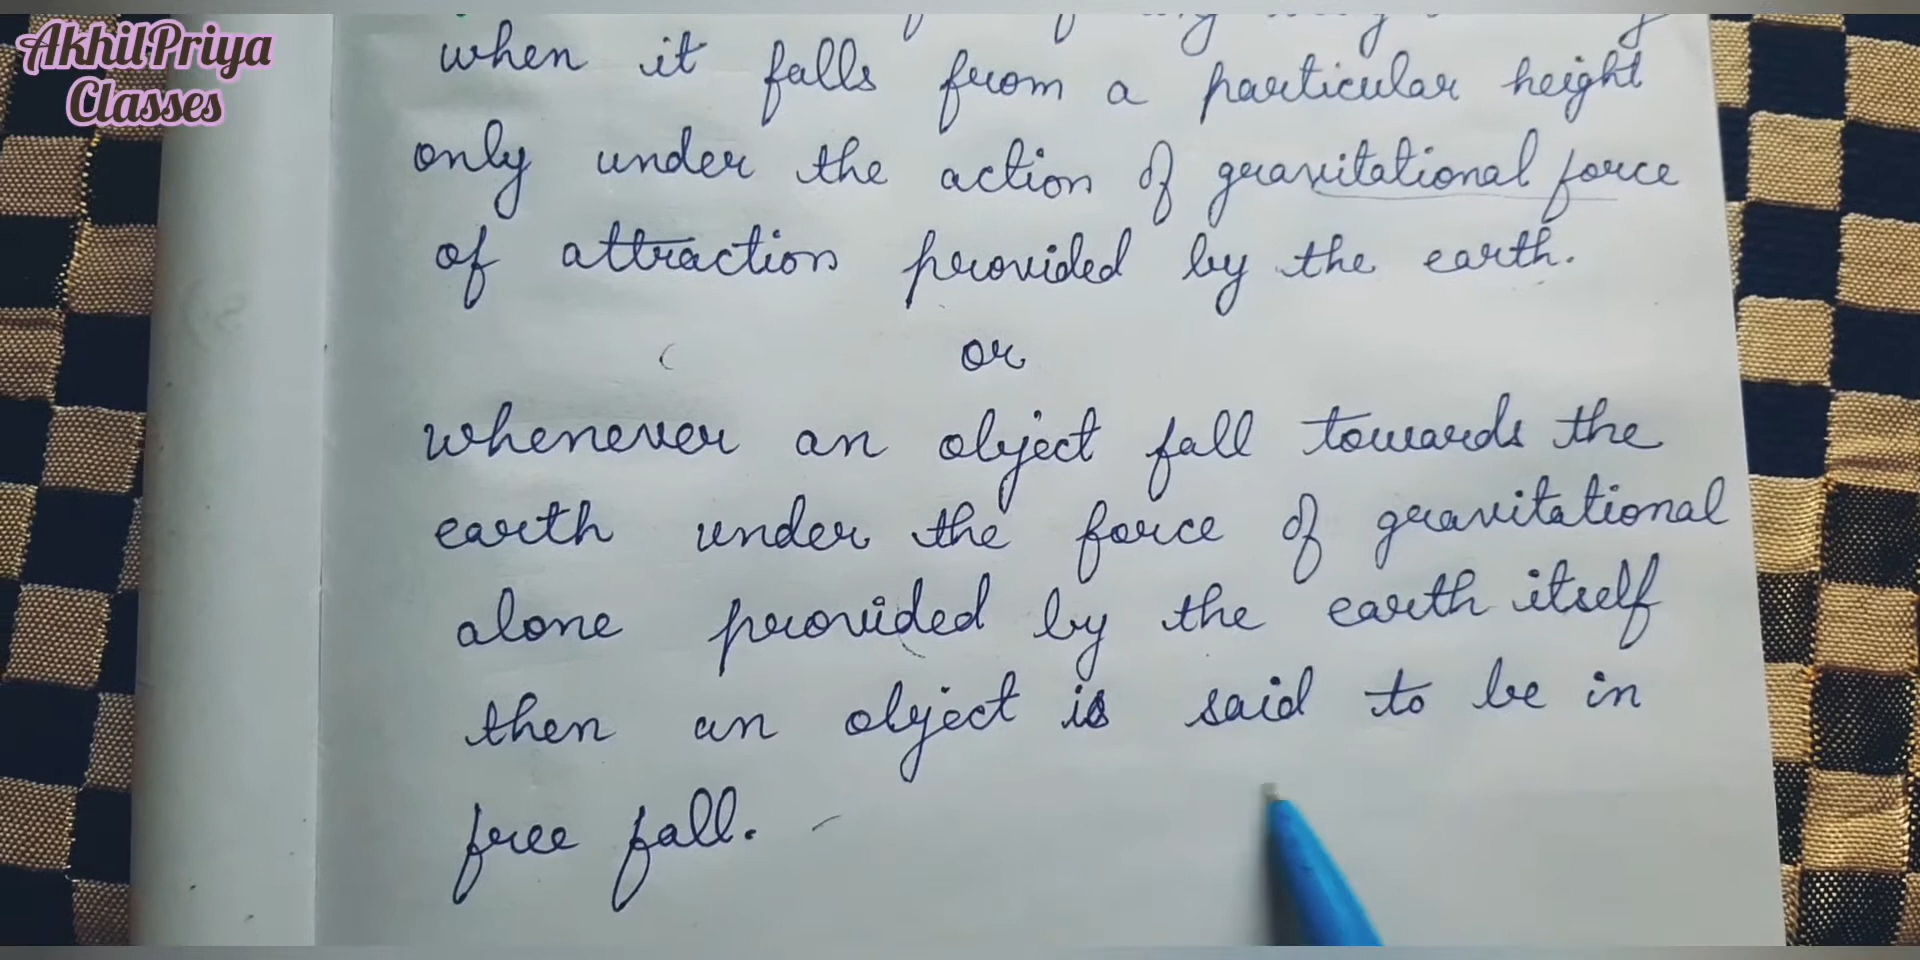 AkhilPriya
Classes
when it falls from a particular height
only under the action of gravitational force
of attraction provided by the earth.
or
whenever an object fall towards the
earth under the force of gravitational
alone provided by the earth itself
then an object is said to be in
free fall.